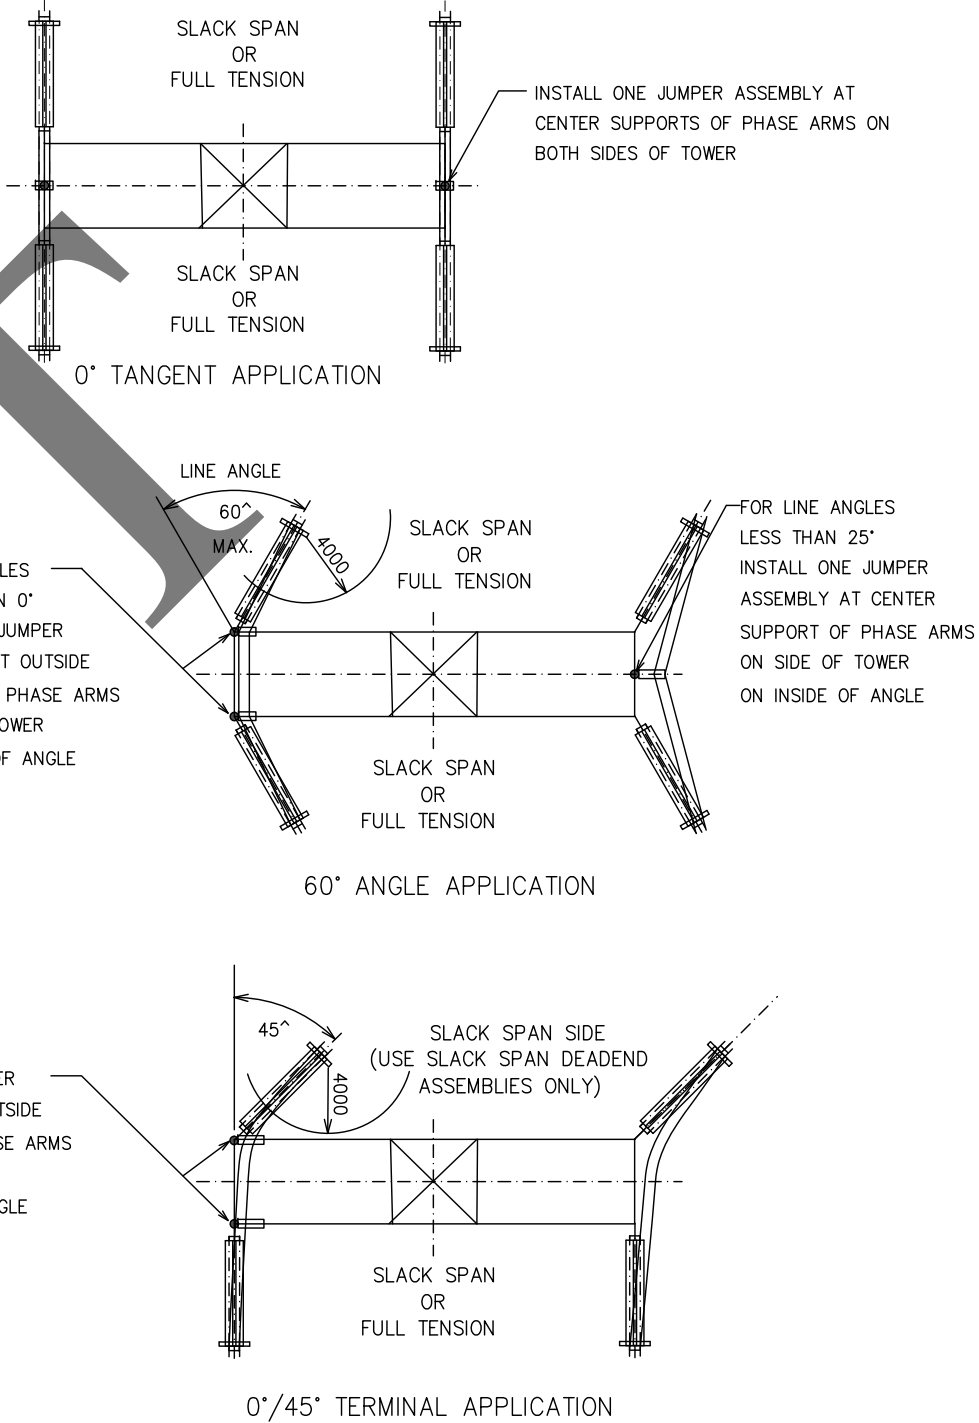 SLACK SPAN
OR
FULL TENSION
INSTALL ONE JUMPER ASSEMBLY AT
CENTER SUPPORTS OF PHASE ARMS ON
BOTH SIDES OF TOWER
SLACK SPAN
OR
FULL TENSION
0° TANGENT APPLICATION
LINE ANGLE
60^
MAX.
4000
SLACK SPAN
OR
FULL TENSION
FOR LINE ANGLES
LESS THAN 25°
INSTALL ONE JUMPER
ASSEMBLY AT CENTER
SUPPORT OF PHASE ARMS
ON SIDE OF TOWER
ON INSIDE OF ANGLE
LES
N 0°
JUMPER
T OUTSIDE
PHASE ARMS
OWER
OF ANGLE
SLACK SPAN
OR
FULL TENSION
60° ANGLE APPLICATION
45^
4000
SLACK SPAN SIDE
(USE SLACK SPAN DEADEND
ASSEMBLIES ONLY)
ER
TSIDE
SE ARMS
GLE
SLACK SPAN
OR
FULL TENSION
0°/45° TERMINAL APPLICATION